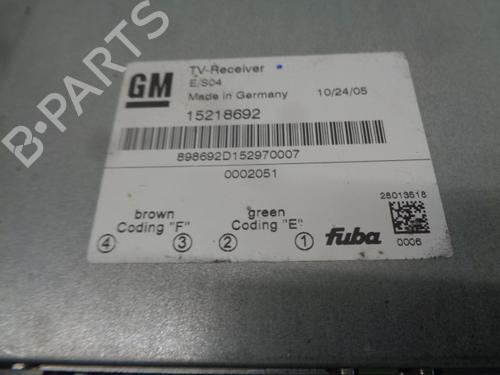 GM
TV-Receiver
E/S04
Made in Germany
10/24/05
15218692
898692D152970007
0002051
28013518
brown
Coding "F"
green
Coding "E"
4
3
2
1
fuba
0006
B-PARTS